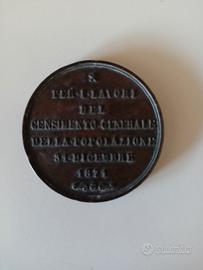 S.
PEI LAVORI
DEL
CENSIMENTO GENERALE
DELLA POPOLAZIONE
31 DICEMBRE
1871
subito